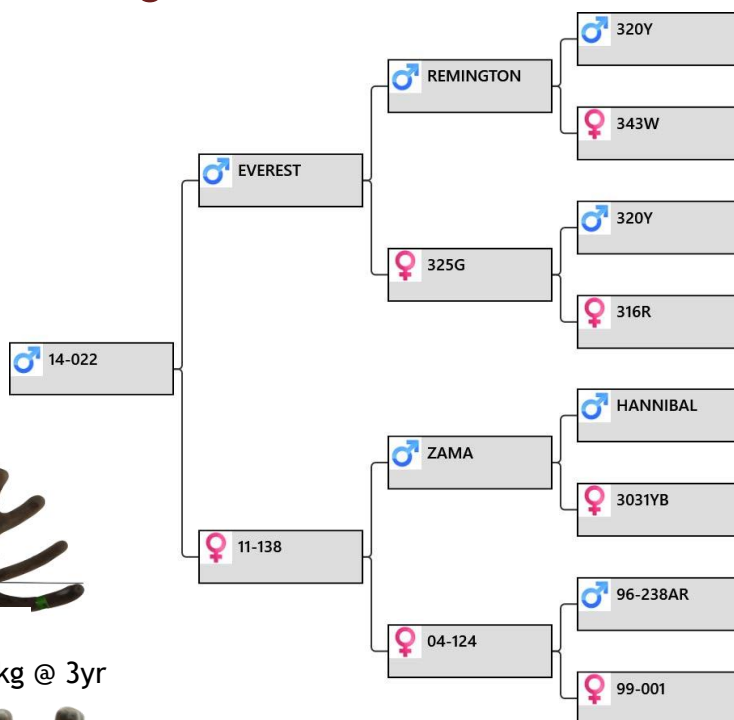 320Y
REMINGTON
343W
EVEREST
320Y
325G
316R
14-022
HANNIBAL
ZAMA
3031YB
11-138
96-238AR
04-124
kg @ 3yr
99-001